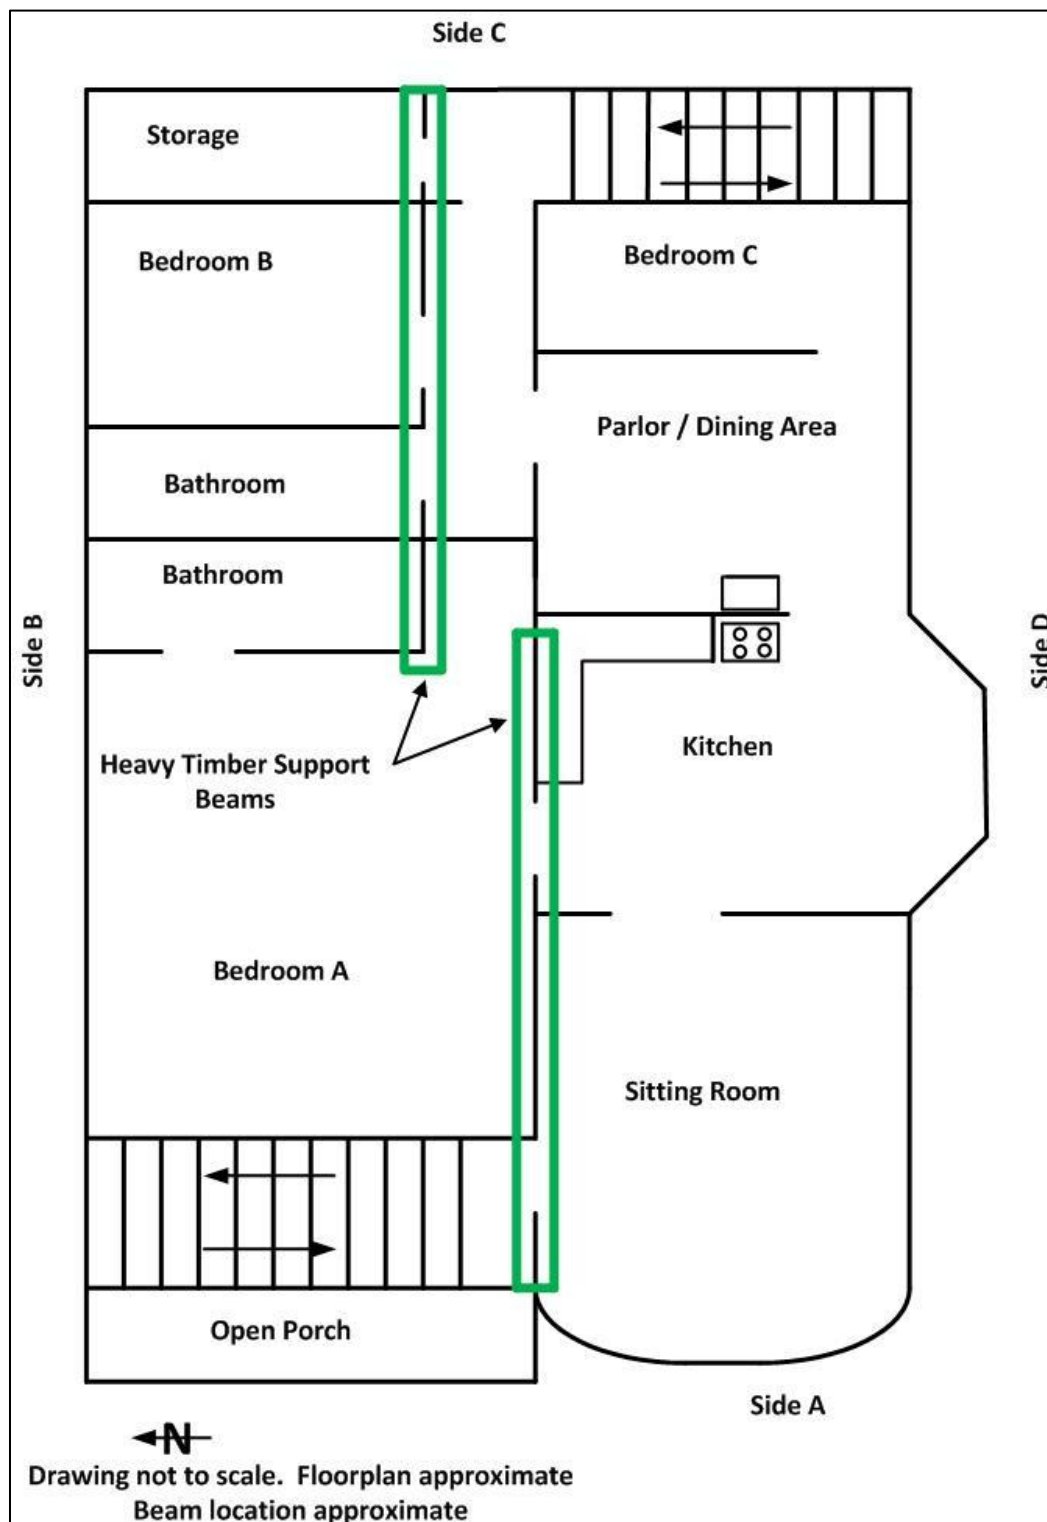 Side C
Storage
Bedroom B
Bedroom C
Parlor / Dining Area
Bathroom
Bathroom
Side B
Side D
Kitchen
Heavy Timber Support
Beams
Bedroom A
Sitting Room
Open Porch
Side A
N
Drawing not to scale.  Floorplan approximate
Beam location approximate